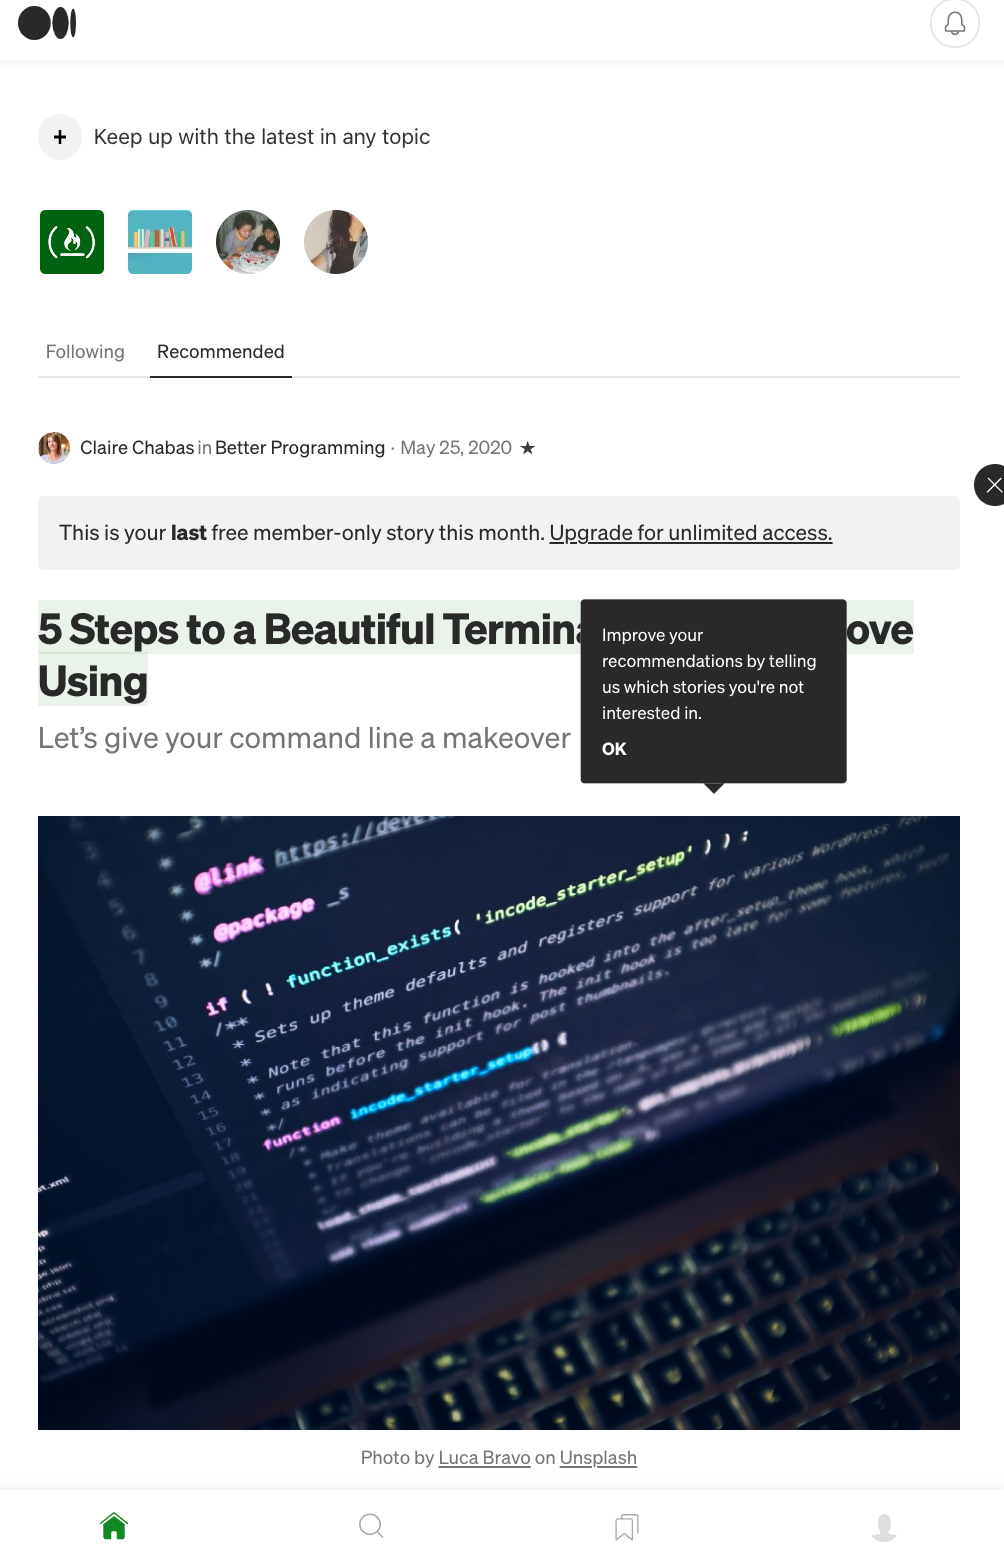 Keep up with the latest in any topic
Following Recommended
Claire Chabas in Better Programming · May 25, 2020 ★
This is your last free member-only story this month. Upgrade for unlimited access.
5 Steps to a Beautiful Termina ove
Using
Let's give your command line a makeover
Improve your
recommendations by telling
us which stories you're not
interested in.
OK
3
4
5
6
7
8
9
10
11
12
13
14
15
16
17
18
* @link https://deve
*
* @package _s
*/
if ( ! function_exists( 'incode_starter_setup' ) ) :
/**
* Sets up theme defaults and registers support for various WordPress
*
* Note that this function is hooked into the after_setup_theme hook, which
* runs before the init hook. The init hook is too late for some features, such
* as indicating support for post thumbnails.
*/
function incode_starter_setup() {
/* Make theme available for translation.
Photo by Luca Bravo on Unsplash